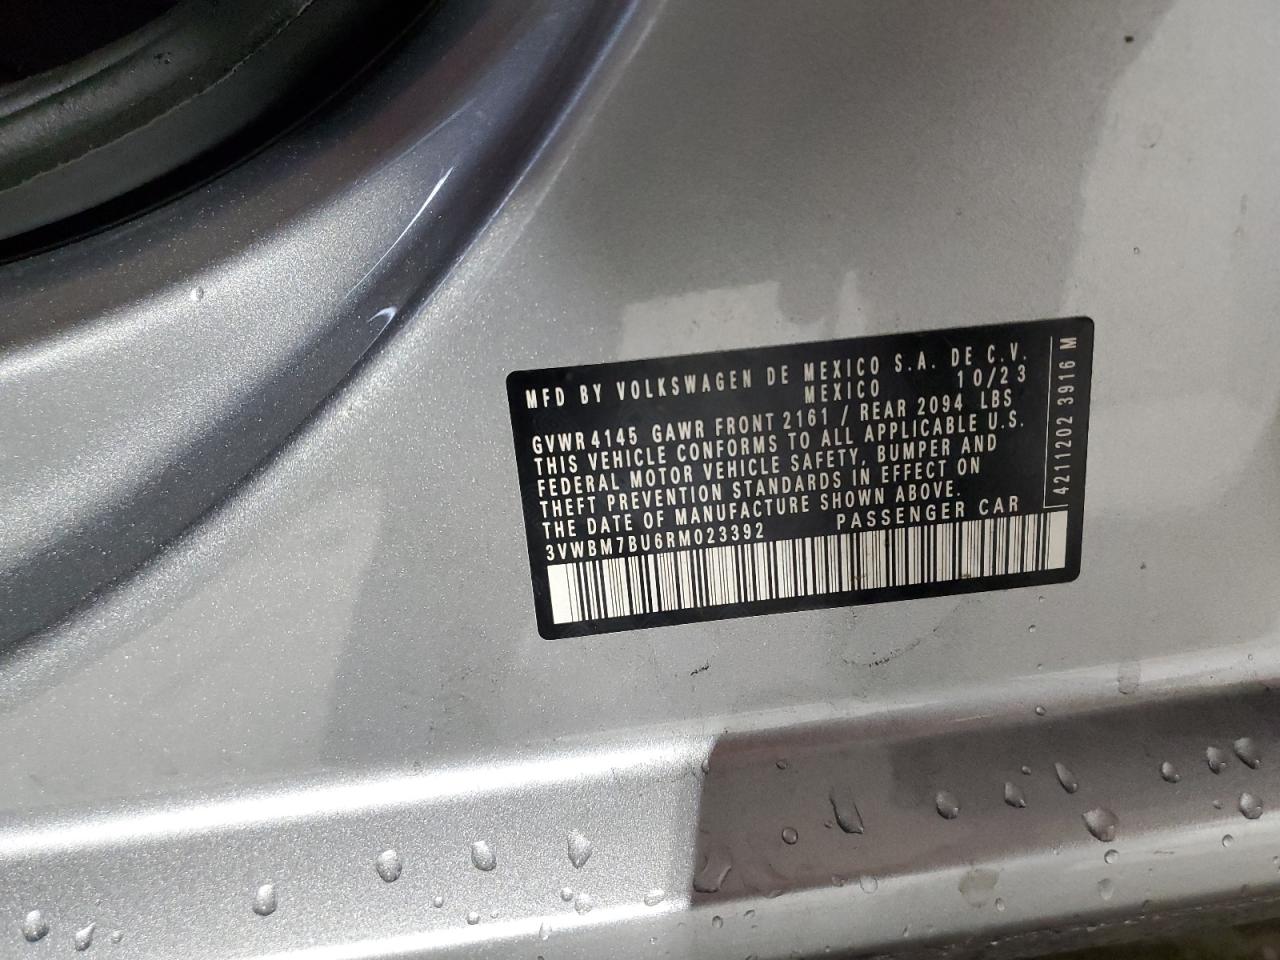 MFD BY VOLKSWAGEN DE MEXICO S.A. DE C.V.
MEXICO 10/23
GVWR 4145 GAWR FRONT 2161 / REAR 2094 LBS
THIS VEHICLE CONFORMS TO ALL APPLICABLE U.S.
FEDERAL MOTOR VEHICLE SAFETY, BUMPER AND
THEFT PREVENTION STANDARDS IN EFFECT ON
THE DATE OF MANUFACTURE SHOWN ABOVE.
3VWBM7BU6RM023392 PASSENGER CAR
4211202 3916 M